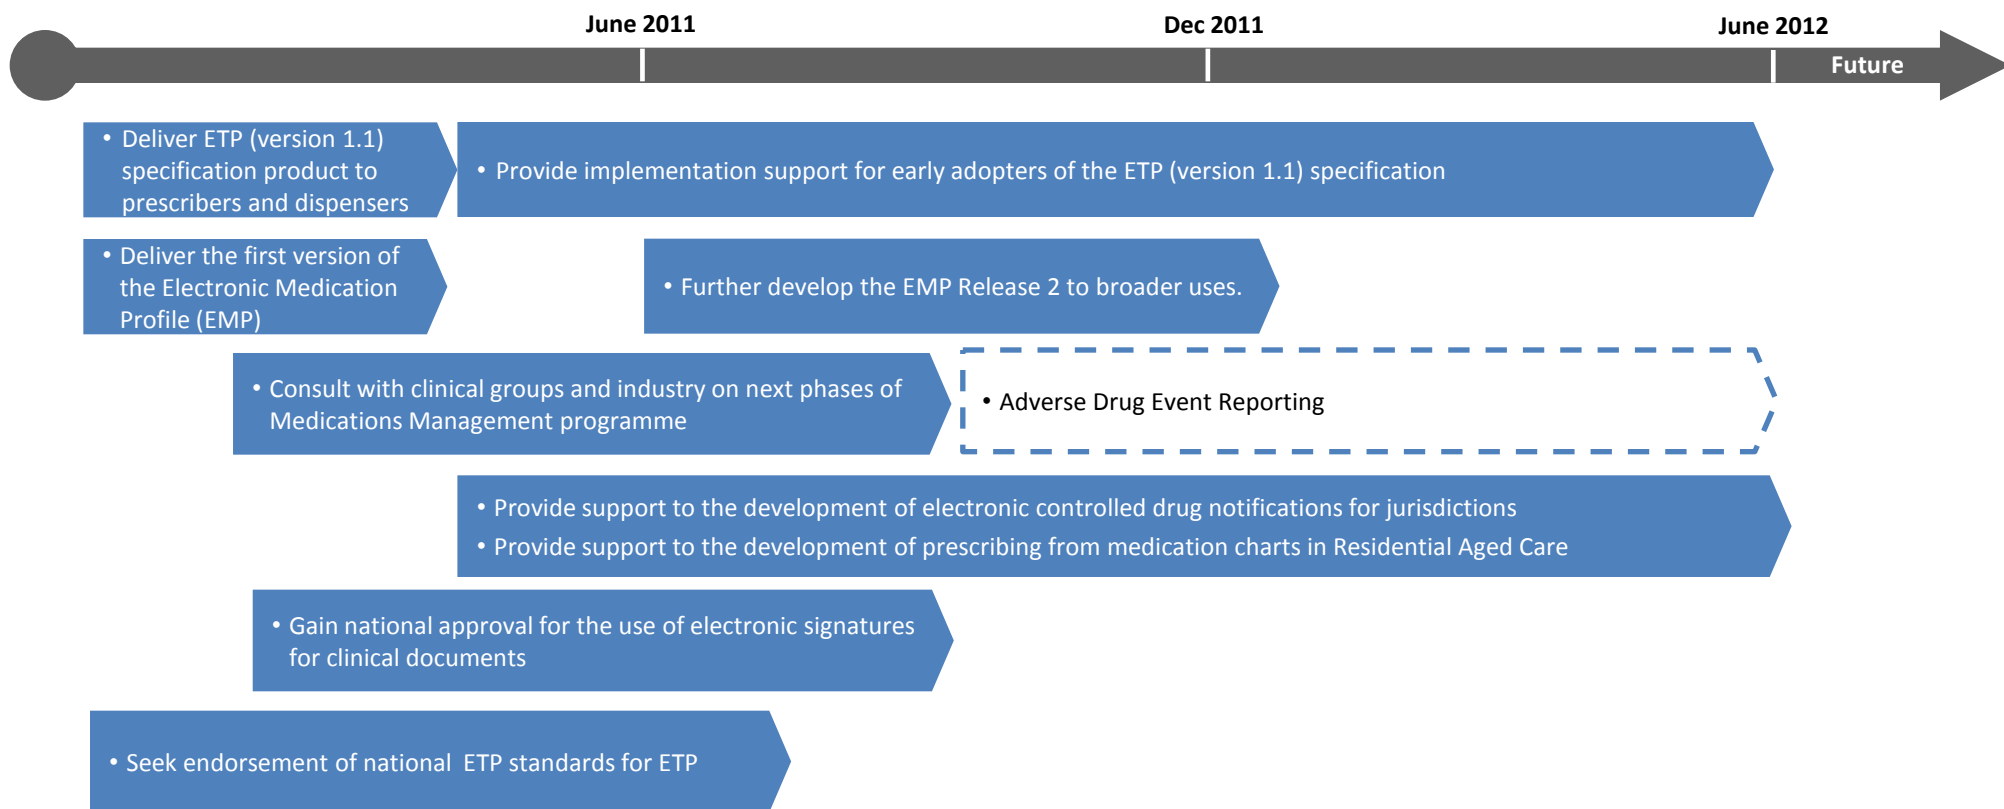 June 2011
Dec 2011
June 2012
Future
• Deliver ETP (version 1.1)
specification product to
prescribers and dispensers
• Provide implementation support for early adopters of the ETP (version 1.1) specification
• Deliver the first version of
the Electronic Medication
Profile (EMP)
• Further develop the EMP Release 2 to broader uses.
• Consult with clinical groups and industry on next phases of
Medications Management programme
• Adverse Drug Event Reporting
• Provide support to the development of electronic controlled drug notifications for jurisdictions
• Provide support to the development of prescribing from medication charts in Residential Aged Care
• Gain national approval for the use of electronic signatures
for clinical documents
• Seek endorsement of national  ETP standards for ETP